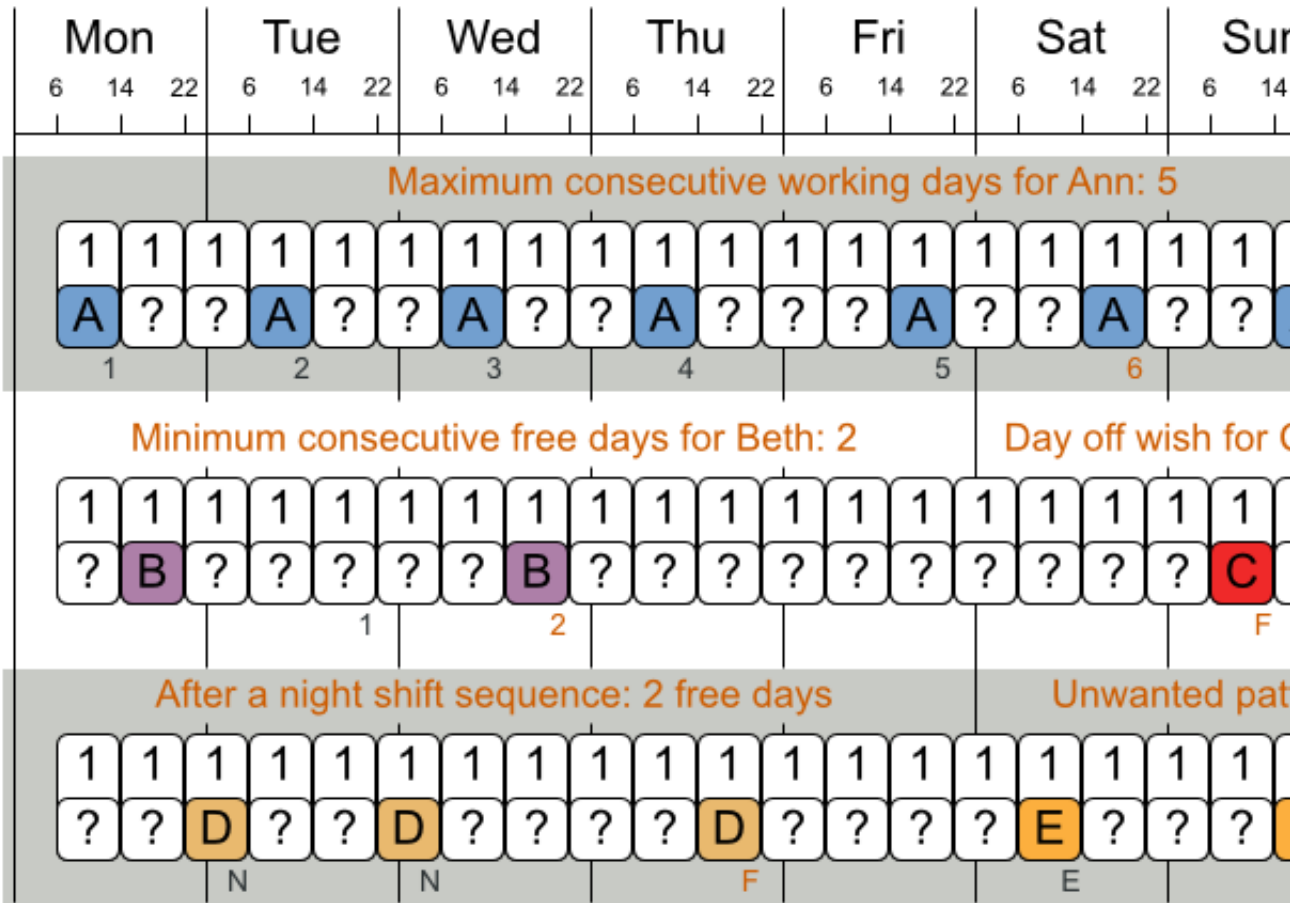 Mon Tue Wed Thu Fri Sat Sun
6 14 22 6 14 22 6 14 22 6 14 22 6 14 22 6 14 22 6 14
Maximum consecutive working days for Ann: 5
1 1 1 1 1 1 1 1 1 1 1 1 1 1 1 1 1 1 1
A ? ? A ? ? A ? ? A ? ? ? A ? ? A ? ?
1 2 3 4 5 6
Minimum consecutive free days for Beth: 2 Day off wish for
1 1 1 1 1 1 1 1 1 1 1 1 1 1 1 1 1 1 1
? B ? ? ? ? ? B ? ? ? ? ? ? ? ? ? ? C
1 2 F
After a night shift sequence: 2 free days Unwanted pat
1 1 1 1 1 1 1 1 1 1 1 1 1 1 1 1 1 1 1
? ? D ? ? D ? ? ? ? D ? ? ? ? E ? ? ?
N N F E